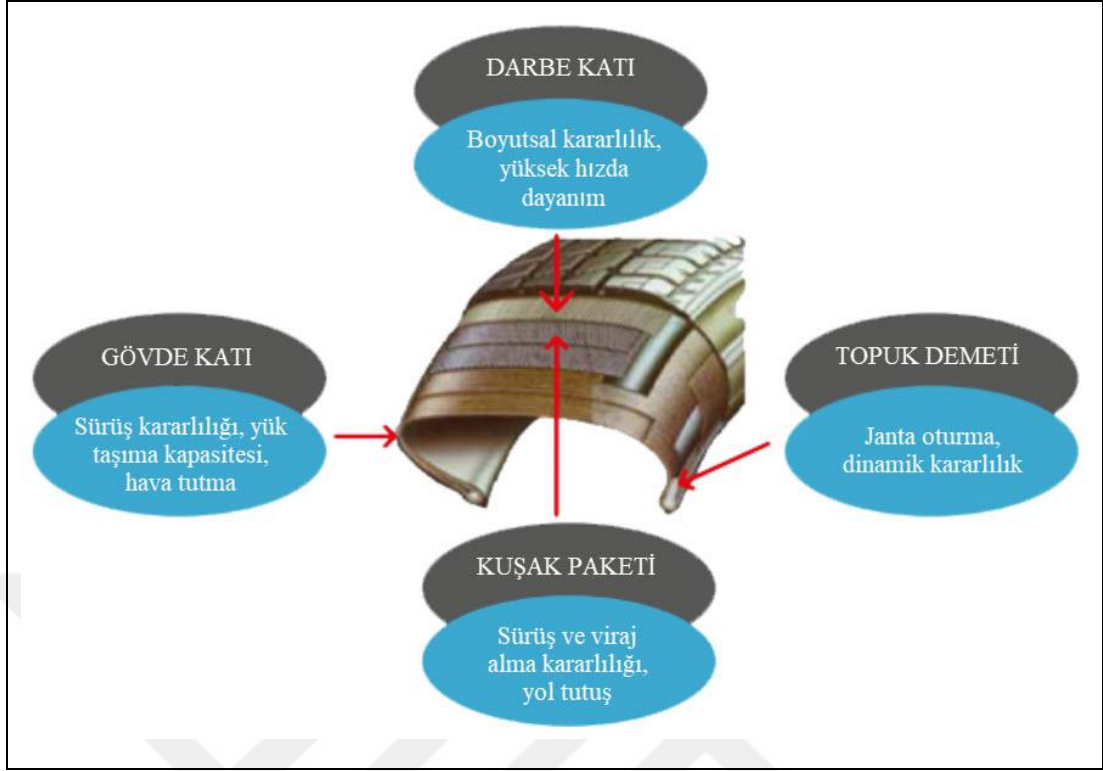 DARBE KATI
Boyutsal kararlılık,
yüksek hızda
dayanım
GÖVDE KATI
Sürüş kararlılığı, yük
taşıma kapasitesi,
hava tutma
TOPUK DEMETİ
Janta oturma,
dinamik kararlılık
KUŞAK PAKETİ
Sürüş ve viraj
alma kararlılığı,
yol tutuş